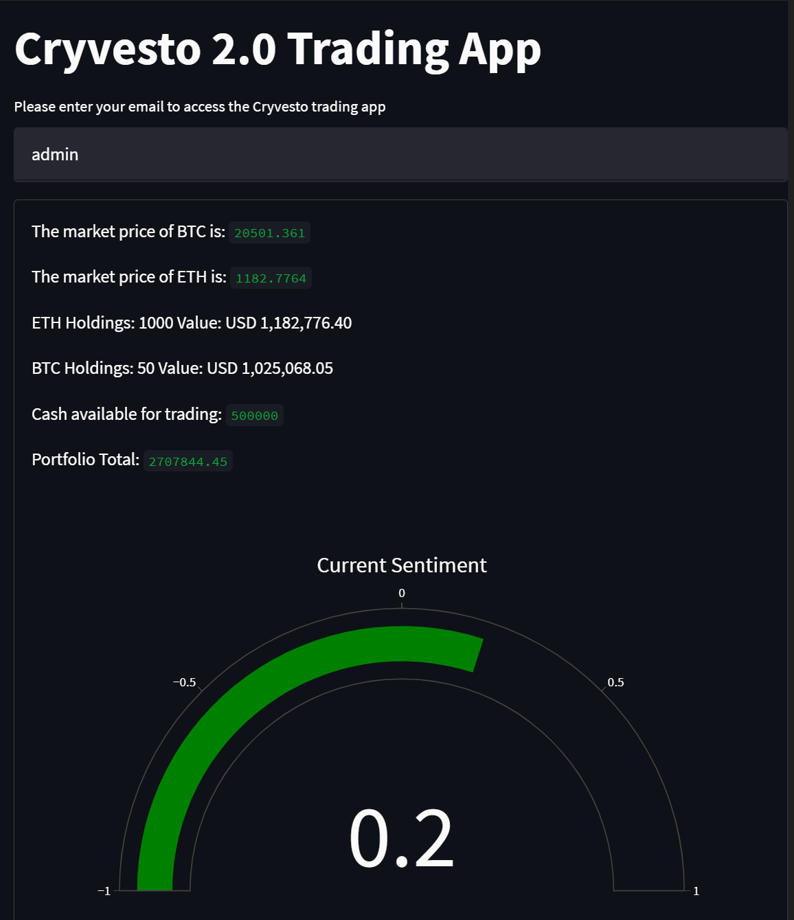 Cryvesto 2.0 Trading App
Please enter your email to access the Cryvesto trading app
admin
The market price of BTC is: 20501.361
The market price of ETH is: 1182.7764
ETH Holdings: 1000 Value: USD 1,182,776.40
BTC Holdings: 50 Value: USD 1,025,068.05
Cash available for trading: 500000
Portfolio Total: 2707844.45
Current Sentiment
0
−0.5
0.5
0.2
−1
1